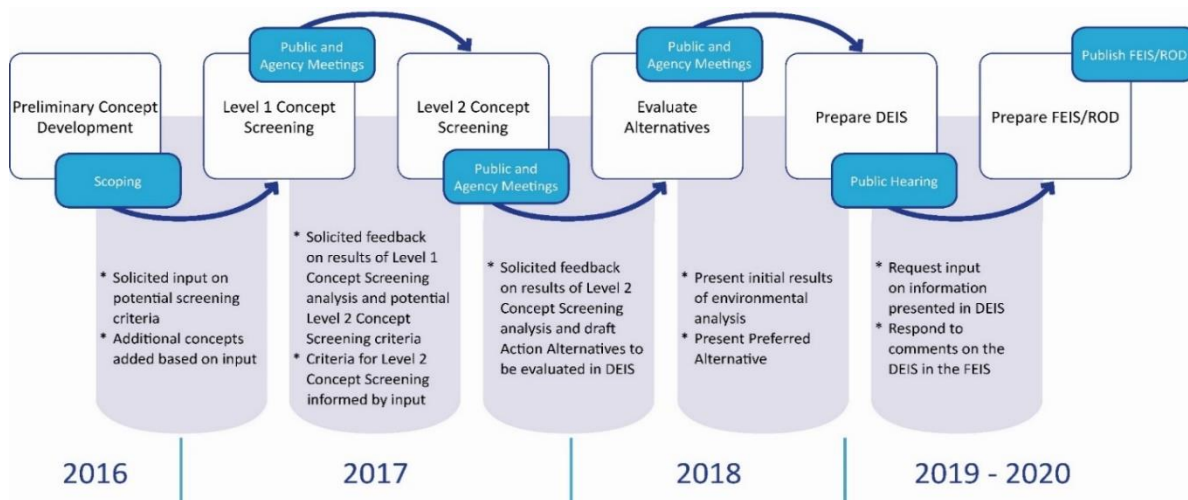 Preliminary Concept
Development
Scoping
* Solicited input on
potential screening
criteria
* Additional concepts
added based on input
Public and
Agency Meetings
Level 1 Concept
Screening
* Solicited feedback
on results of Level 1
Concept Screening
analysis and potential
Level 2 Concept
Screening criteria
* Criteria for Level 2
Concept Screening
informed by input
Level 2 Concept
Screening
Public and
Agency Meetings
* Solicited feedback
on results of Level 2
Concept Screening
analysis and draft
Action Alternatives to
be evaluated in DEIS
Public and
Agency Meetings
Evaluate
Alternatives
* Present initial results
of environmental
analysis
* Present Preferred
Alternative
Prepare DEIS
Public Hearing
* Request input
on information
presented in DEIS
* Respond to
comments on the
DEIS in the FEIS
Publish FEIS/ROD
Prepare FEIS/ROD
2016
2017
2018
2019 - 2020